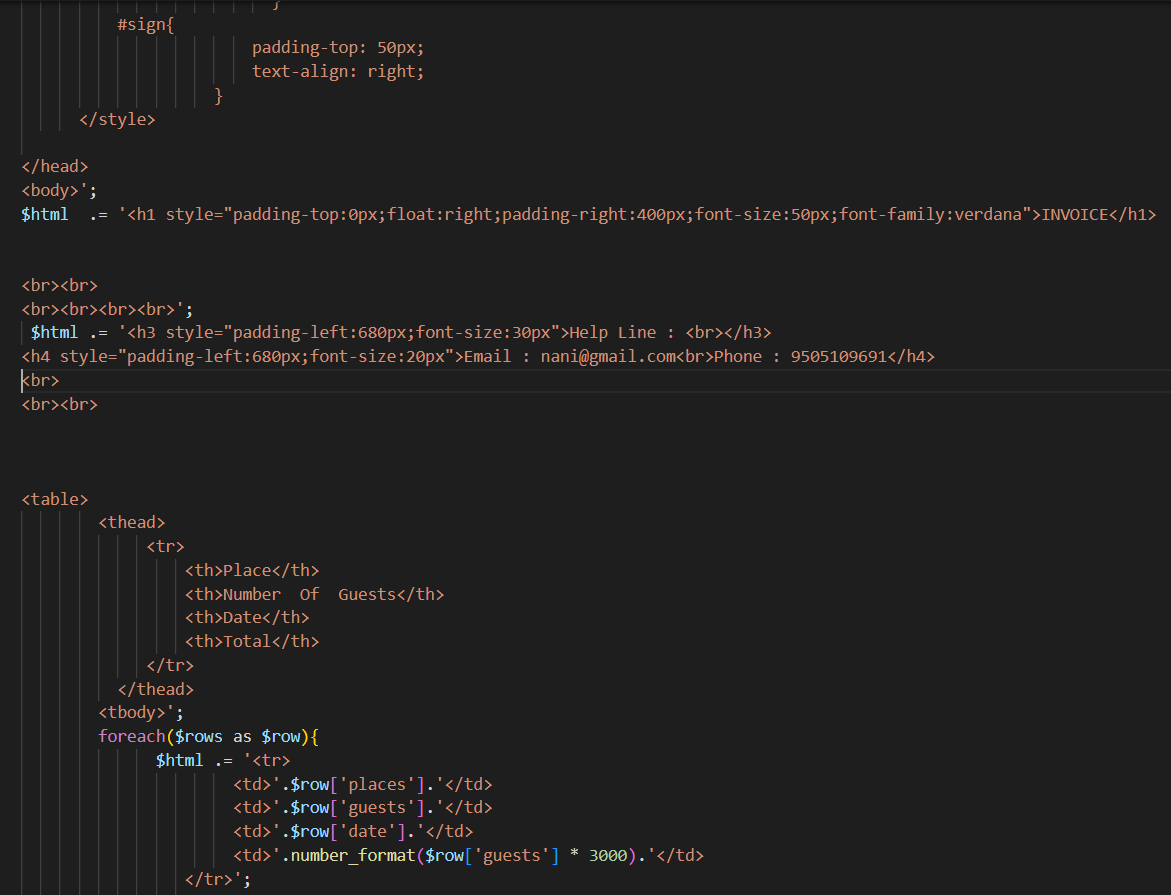 }
#sign{
padding-top: 50px;
text-align: right;
}
</style>
</head>
<body>';
$html  .= '<h1 style="padding-top:0px;float:right;padding-right:400px;font-size:50px;font-family:verdana">INVOICE</h1>
<br><br>
<br><br><br><br>';
$html .= '<h3 style="padding-left:680px;font-size:30px">Help Line : <br></h3>
<h4 style="padding-left:680px;font-size:20px">Email : nani@gmail.com<br>Phone : 9505109691</h4>
<br>
<br><br>
<table>
<thead>
<tr>
<th>Place</th>
<th>Number  Of  Guests</th>
<th>Date</th>
<th>Total</th>
</tr>
</thead>
<tbody>';
foreach($rows as $row){
$html .= '<tr>
<td>'.$row['places'].'</td>
<td>'.$row['guests'].'</td>
<td>'.$row['date'].'</td>
<td>'.number_format($row['guests'] * 3000).'</td>
</tr>';